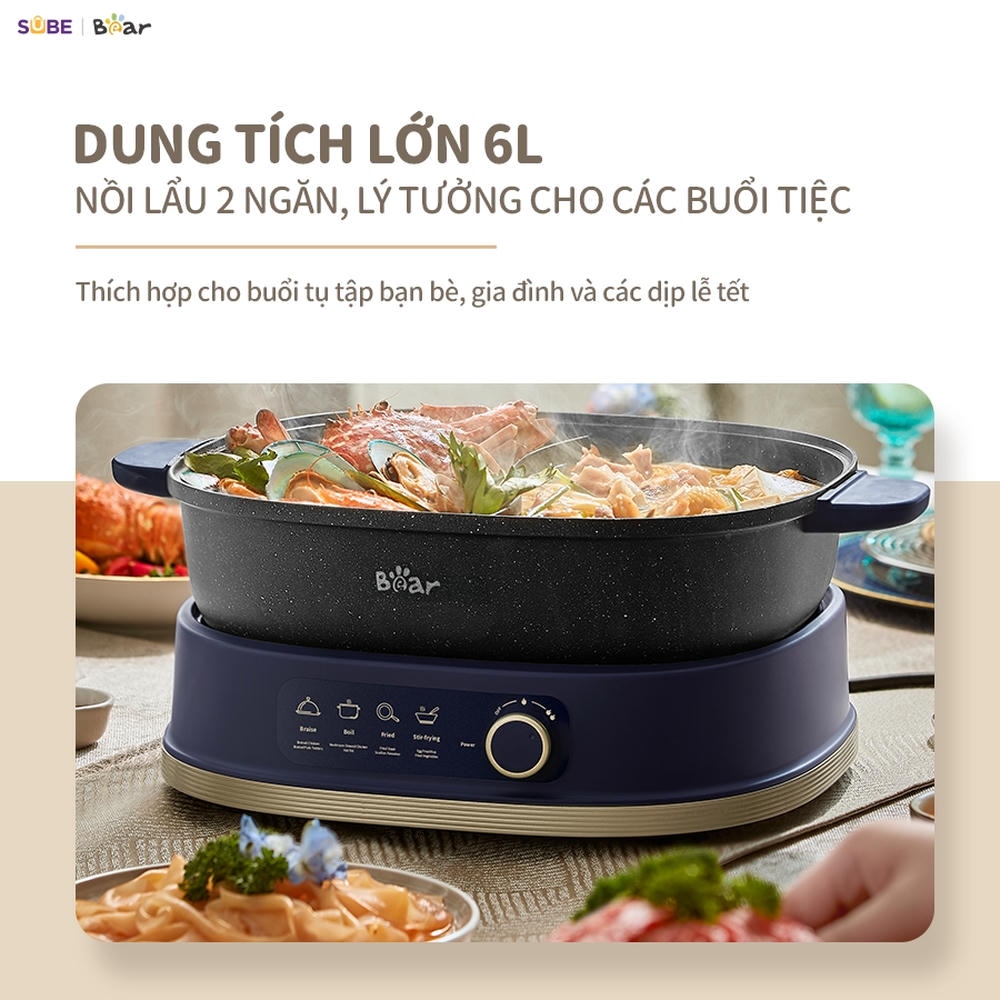 SUBE | Bear
DUNG TÍCH LỚN 6L
NỒI LẨU 2 NGĂN, LÝ TƯỞNG CHO CÁC BUỔI TIỆC
Thích hợp cho buổi tụ tập bạn bè, gia đình và các dịp lễ tết
Bear
Braise Boil Fried Stir-frying
Power
OFF